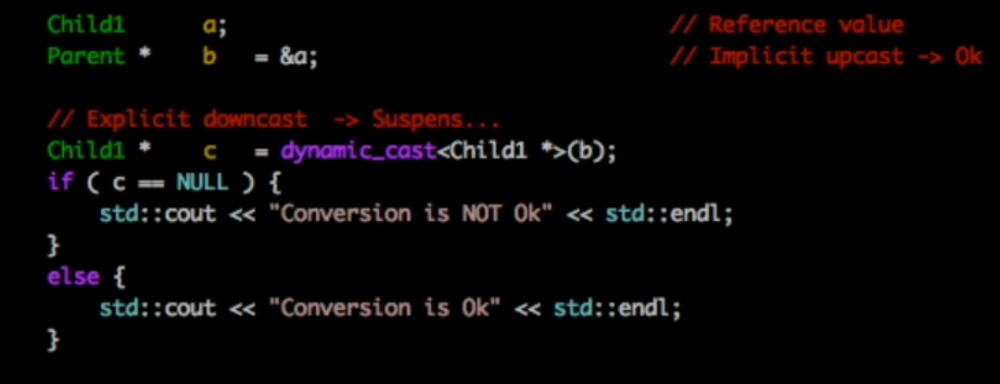 Child1 a; // Reference value
Parent * b = &a; // Implicit upcast -> Ok
// Explicit downcast -> Suspens...
Child1 * c = dynamic_cast<Child1 *>(b);
if ( c == NULL ) {
std::cout << "Conversion is NOT Ok" << std::endl;
}
else {
std::cout << "Conversion is Ok" << std::endl;
}